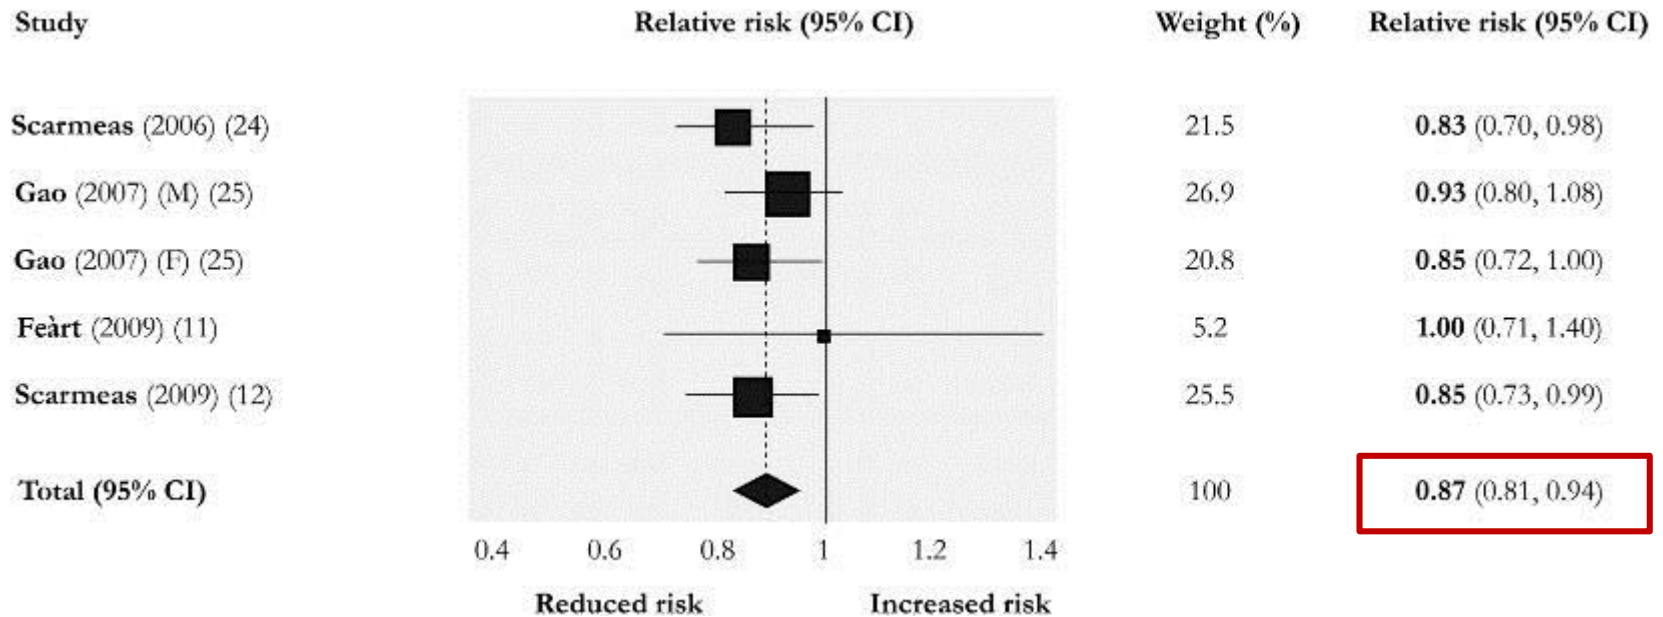 Study Relative risk (95% CI) Weight (%) Relative risk (95% CI)
Scarmeas (2006) (24) 21.5 0.83 (0.70, 0.98)
Gao (2007) (M) (25) 26.9 0.93 (0.80, 1.08)
Gao (2007) (F) (25) 20.8 0.85 (0.72, 1.00)
Feàrt (2009) (11) 5.2 1.00 (0.71, 1.40)
Scarmeas (2009) (12) 25.5 0.85 (0.73, 0.99)
Total (95% CI) 100 0.87 (0.81, 0.94)
0.4 0.6 0.8 1 1.2 1.4
Reduced risk Increased risk